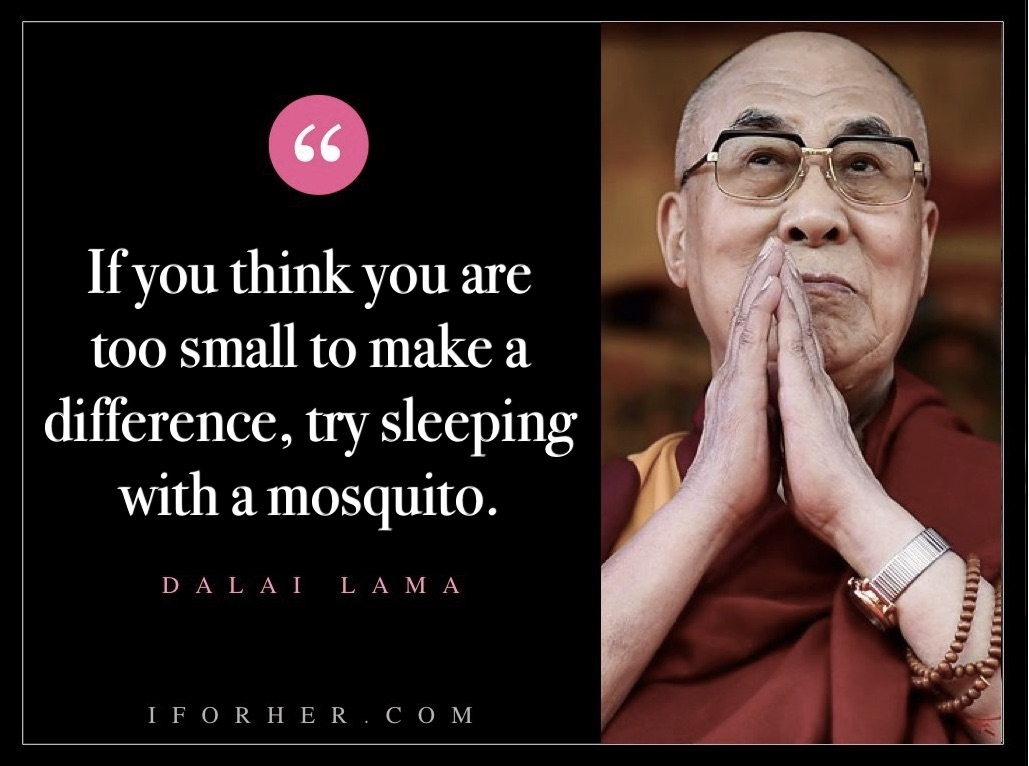 “
If you think you are
too small to make a
difference, try sleeping
with a mosquito.
DALAI LAMA
IFORHER.COM